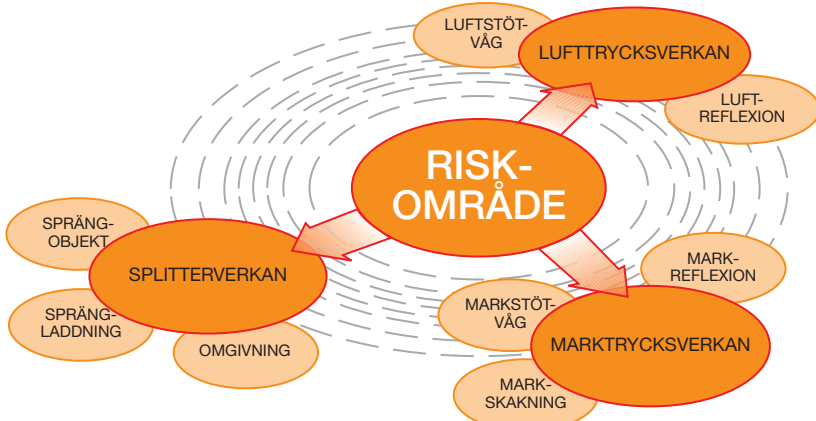 LUFTSTÖT-
VÅG
LUFTTRYCKSVERKAN
LUFT-
REFLEXION
RISK-
OMRÅDE
SPRÄNG-
OBJEKT
SPLITTERVERKAN
SPRÄNG-
LADDNING
OMGIVNING
MARK-
REFLEXION
MARKSTÖT-
VÅG
MARKTRYCKSVERKAN
MARK-
SKAKNING